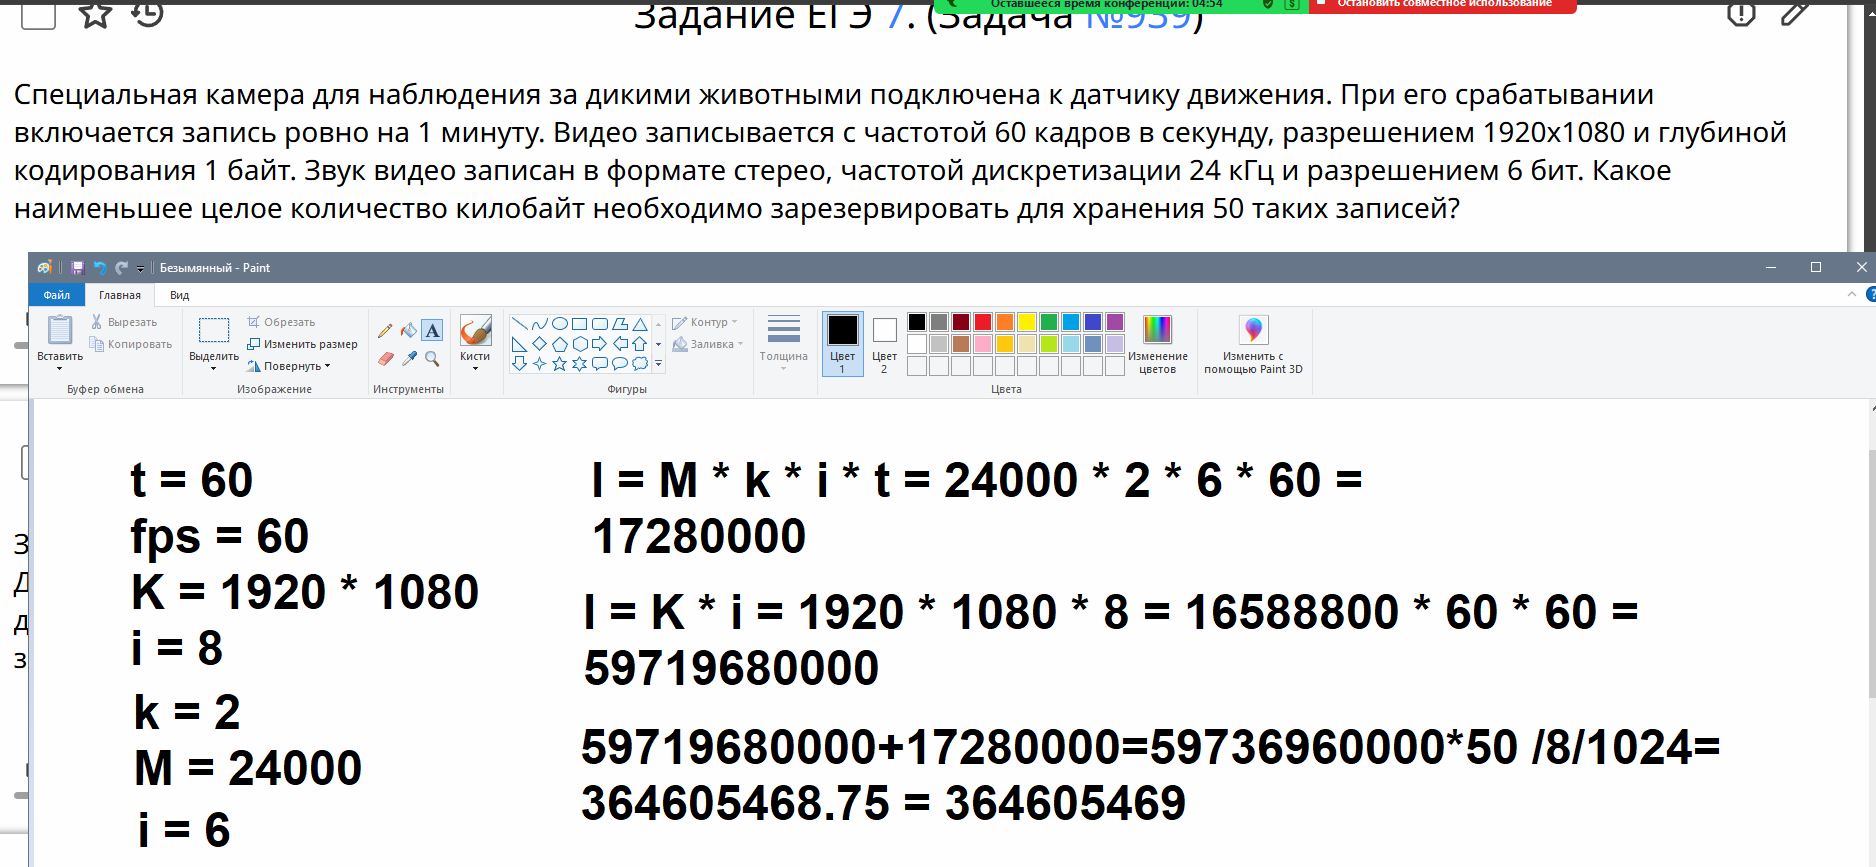 Оставшееся время конференции: 04:54
Остановить совместное использование
Задание ЕГЭ 7. (Задача №939)
Специальная камера для наблюдения за дикими животными подключена к датчику движения. При его срабатывании
включается запись ровно на 1 минуту. Видео записывается с частотой 60 кадров в секунду, разрешением 1920x1080 и глубиной
кодирования 1 байт. Звук видео записан в формате стерео, частотой дискретизации 24 кГц и разрешением 6 бит. Какое
наименьшее целое количество килобайт необходимо зарезервировать для хранения 50 таких записей?
Безымянный - Paint
Файл Главная Вид
Вставить
Вырезать
Копировать
Буфер обмена
Выделить
Обрезать
Изменить размер
Повернуть
Изображение
A
Инструменты
Кисти
Контур
Заливка
Фигуры
Толщина
Цвет 1
Цвет 2
Изменение цветов
Цвета
Изменить с помощью Paint 3D
t = 60
fps = 60
K = 1920 * 1080
i = 8
k = 2
M = 24000
i = 6
I = M * k * i * t = 24000 * 2 * 6 * 60 =
17280000
I = K * i = 1920 * 1080 * 8 = 16588800 * 60 * 60 =
59719680000
59719680000+17280000=59736960000*50 /8/1024=
364605468.75 = 364605469